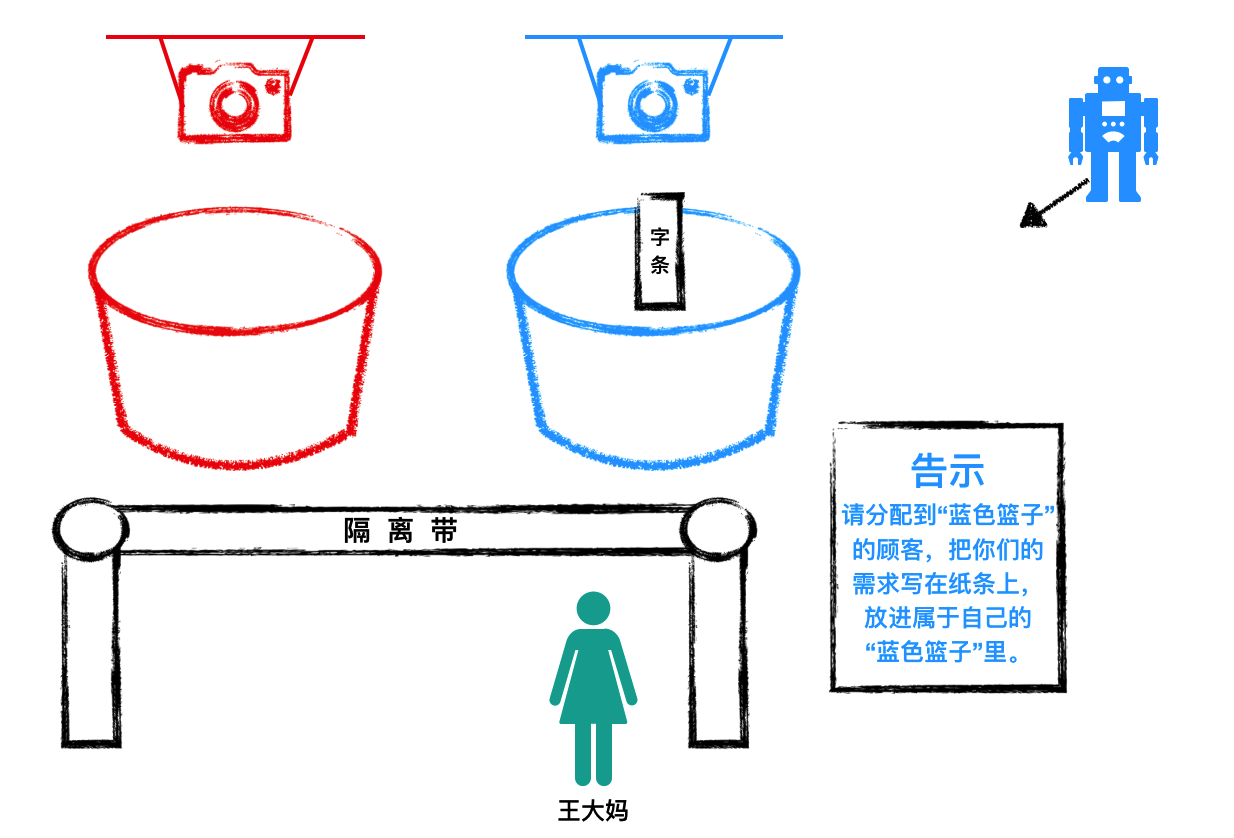 字
条
隔离带
告示
请分配到“蓝色篮子”
的顾客，把你们的
需求写在纸条上，
放进属于自己的
“蓝色篮子”里。
王大妈